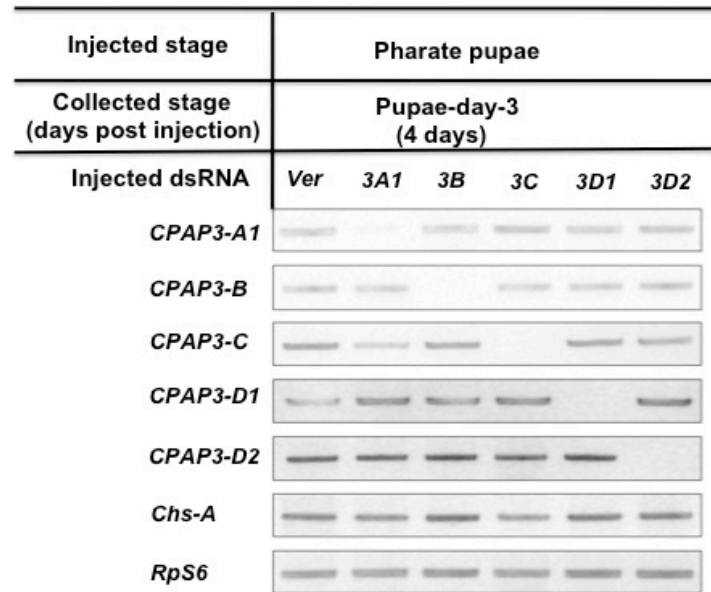 Injected stage
Pharate pupae
Collected stage
(days post injection)
Pupae-day-3
(4 days)
Injected dsRNA Ver 3A1 3B 3C 3D1 3D2
CPAP3-A1
CPAP3-B
CPAP3-C
CPAP3-D1
CPAP3-D2
Chs-A
RpS6